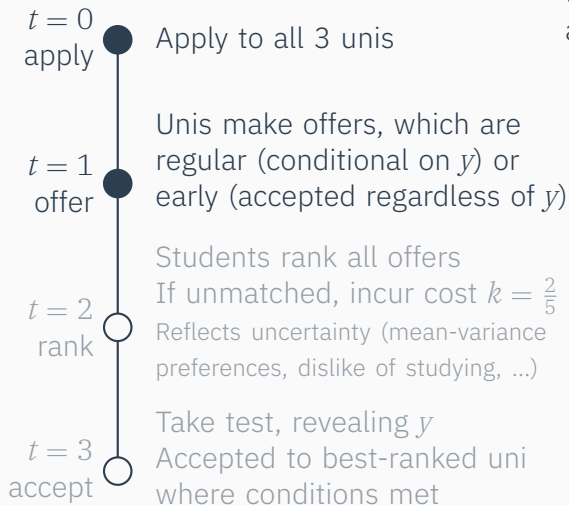 t = 0
apply
Apply to all 3 unis
t = 1
offer
Unis make offers, which are
regular (conditional on y) or
early (accepted regardless of y)
t = 2
rank
Students rank all offers
If unmatched, incur cost k = 2/5
Reflects uncertainty (mean-variance
preferences, dislike of studying, ...)
t = 3
accept
Take test, revealing y
Accepted to best-ranked uni
where conditions met